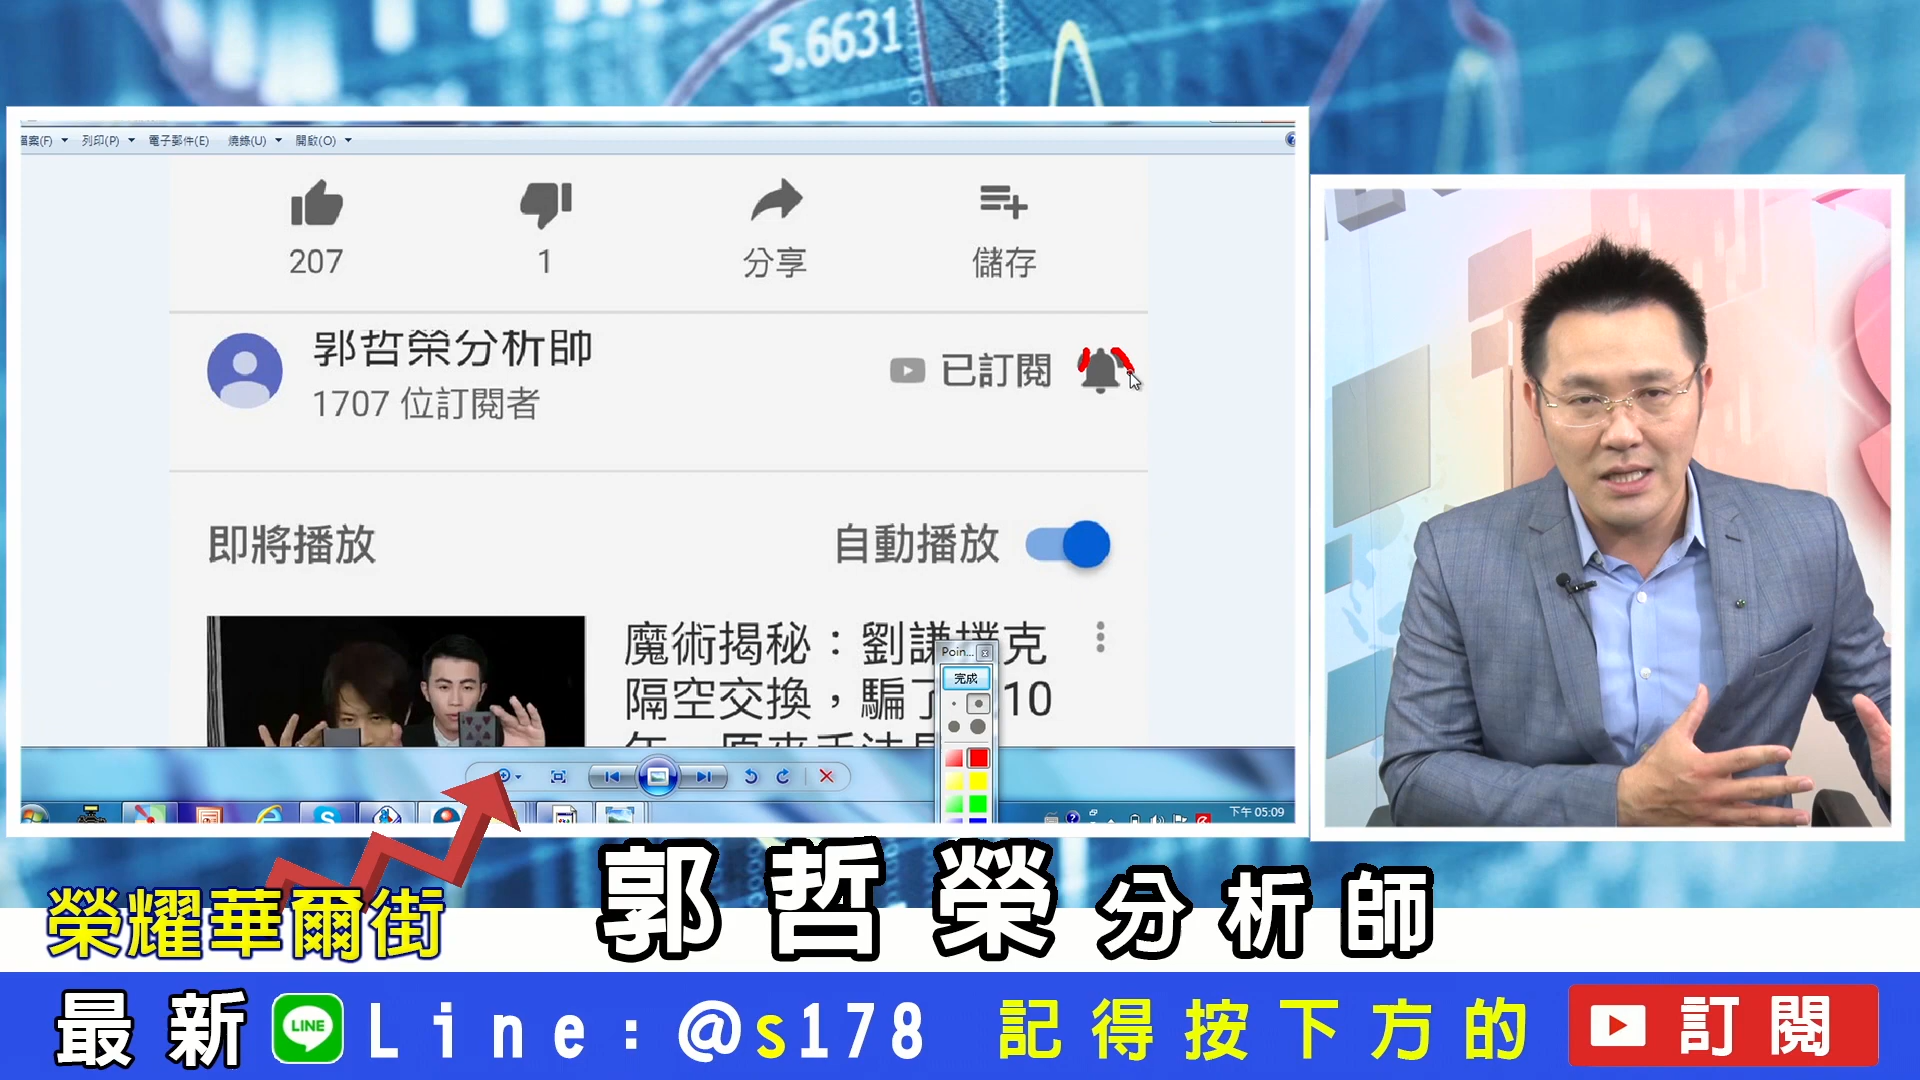 5.6631
檔案(F) 列印(P) 電子郵件(E) 燒錄(U) 開啟(O)
207 1 分享 儲存
郭哲榮分析師
1707 位訂閱者
已訂閱
即將播放 自動播放
魔術揭秘：劉謙撲克
隔空交換，騙了 10
Poin...
完成
下午 05:09
榮耀華爾街
郭哲榮分析師
最新 LINE Line:@s178 記得按下方的 訂閱